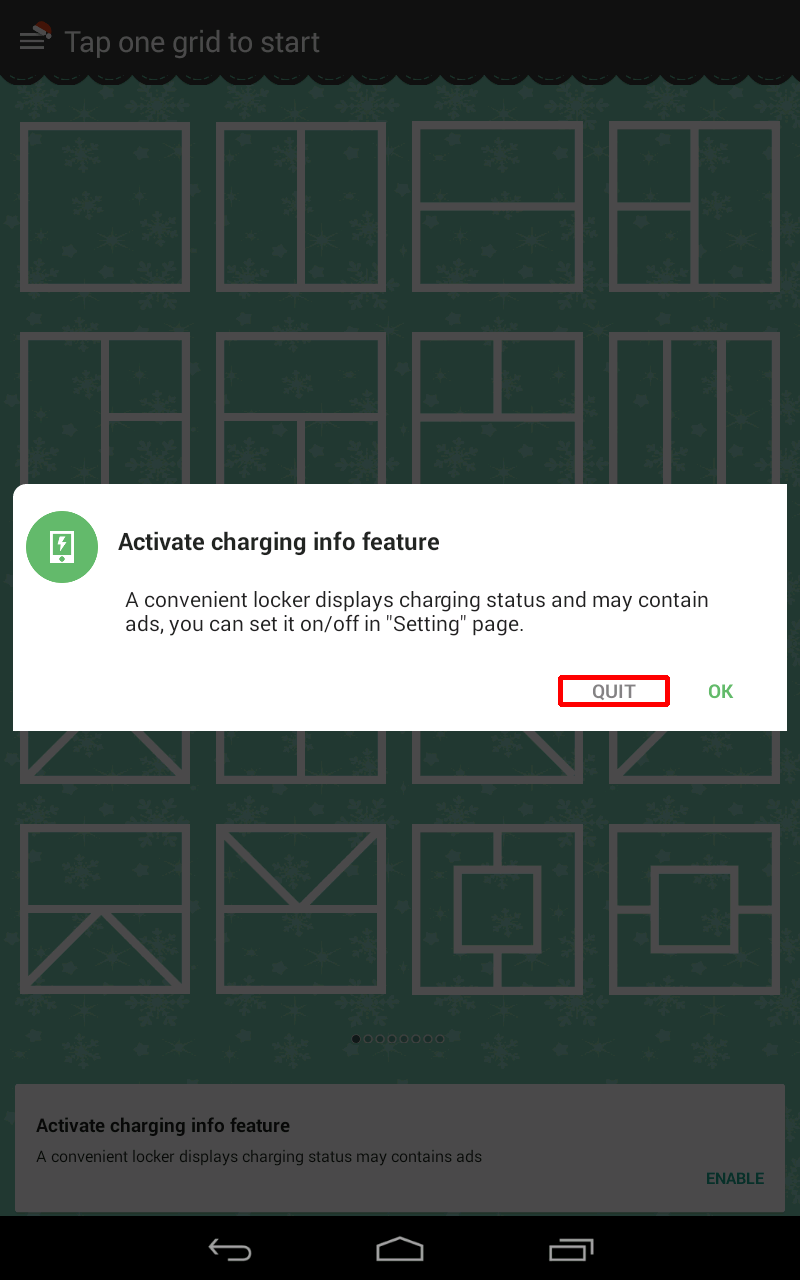 Tap one grid to start
Activate charging info feature
A convenient locker displays charging status and may contain
ads, you can set it on/off in "Setting" page.
QUIT
OK
Activate charging info feature
A convenient locker displays charging status may contains ads
ENABLE